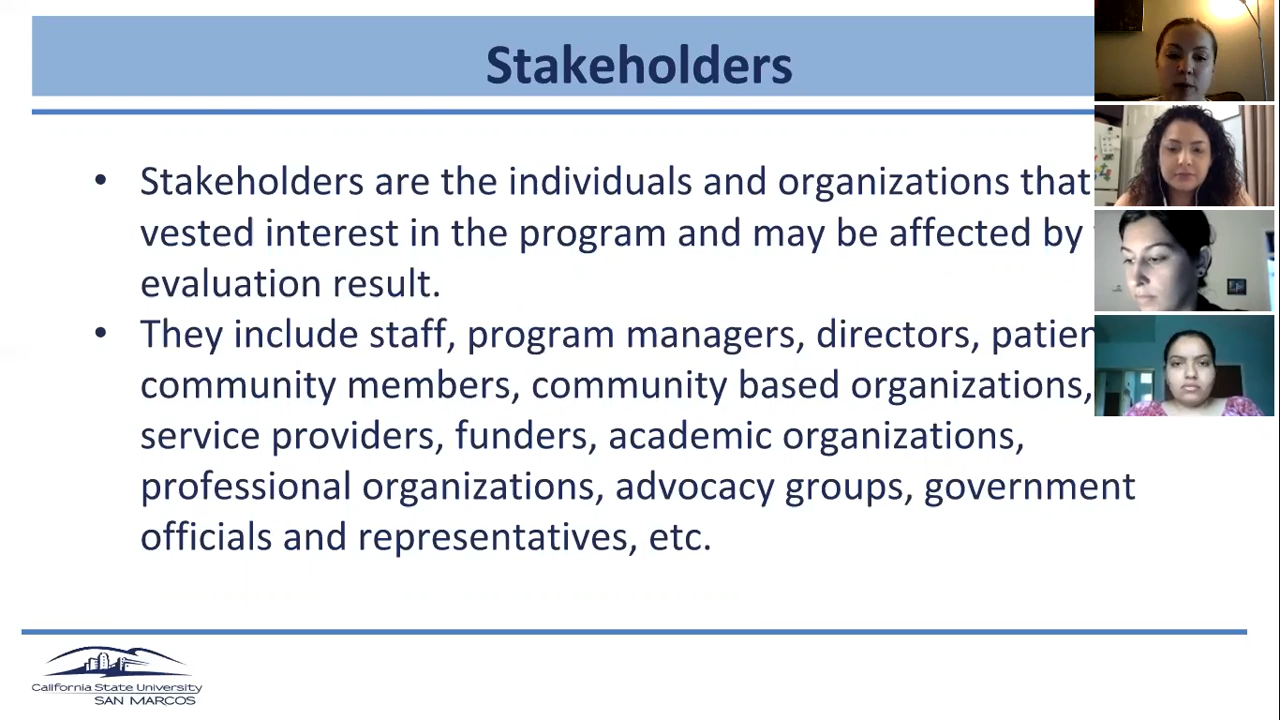 Stakeholders
• Stakeholders are the individuals and organizations that
vested interest in the program and may be affected by
evaluation result.
• They include staff, program managers, directors,
community members, community based organizations,
service providers, funders, academic organizations,
professional organizations, advocacy groups, government
officials and representatives, etc.
California State University
SAN MARCOS